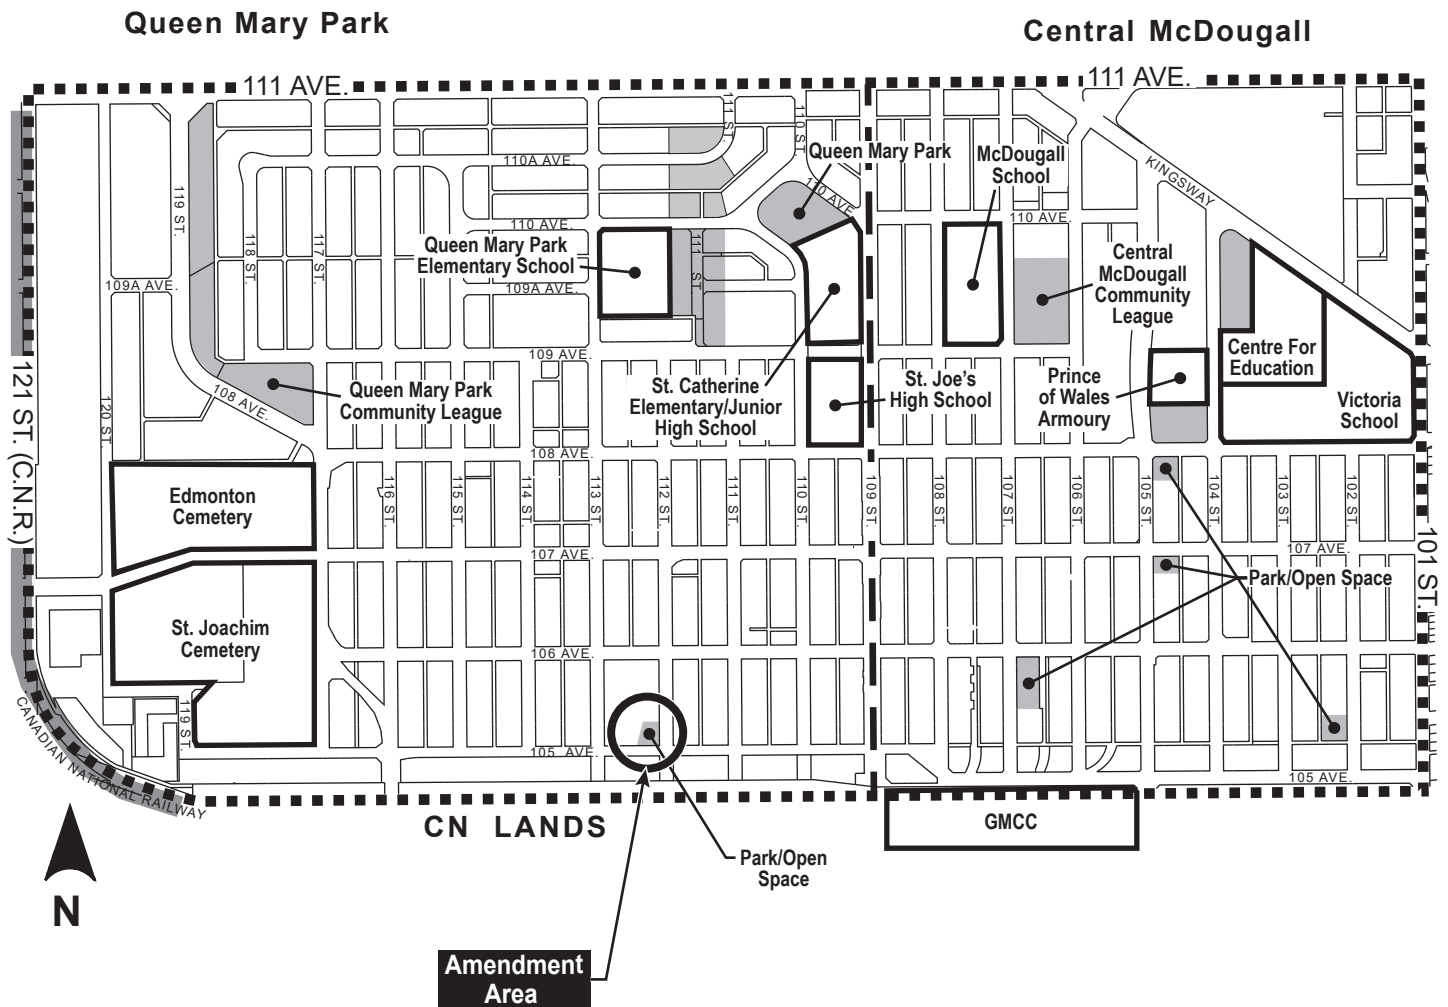 Queen Mary Park
Central McDougall
111 AVE.
111 AVE.
111 ST.
110 ST.
110A AVE.
Queen Mary Park
McDougall
School
KINGSWAY
119 ST.
110 AVE.
110 AVE.
110 AVE.
118 ST.
117 ST.
Queen Mary Park
Elementary School
111 ST.
Central
McDougall
Community
League
109A AVE.
109A AVE.
109 AVE.
Centre For
Education
121 ST. (C.N.R.)
108 AVE.
Queen Mary Park
Community League
St. Catherine
Elementary/Junior
High School
St. Joe's
High School
Prince
of Wales
Armoury
Victoria
School
120 ST.
108 AVE.
Edmonton
Cemetery
116 ST.
115 ST.
114 ST.
113 ST.
112 ST.
111 ST.
110 ST.
109 ST.
108 ST.
107 ST.
106 ST.
105 ST.
104 ST.
103 ST.
102 ST.
101 ST.
107 AVE.
107 AVE.
Park/Open Space
St. Joachim
Cemetery
106 AVE.
119 ST.
105 AVE.
105 AVE.
CANADIAN NATIONAL RAILWAY
CN LANDS
GMCC
Park/Open
Space
N
Amendment
Area